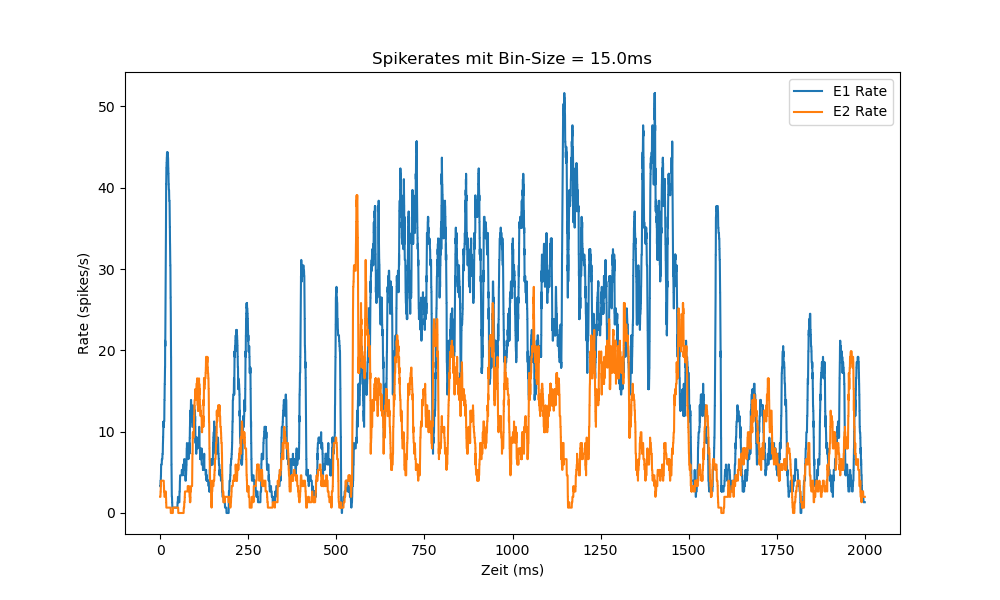 Spikerates mit Bin-Size = 15.0ms
E1 Rate
E2 Rate
Rate (spikes/s)
50
40
30
20
10
0
0 250 500 750 1000 1250 1500 1750 2000
Zeit (ms)